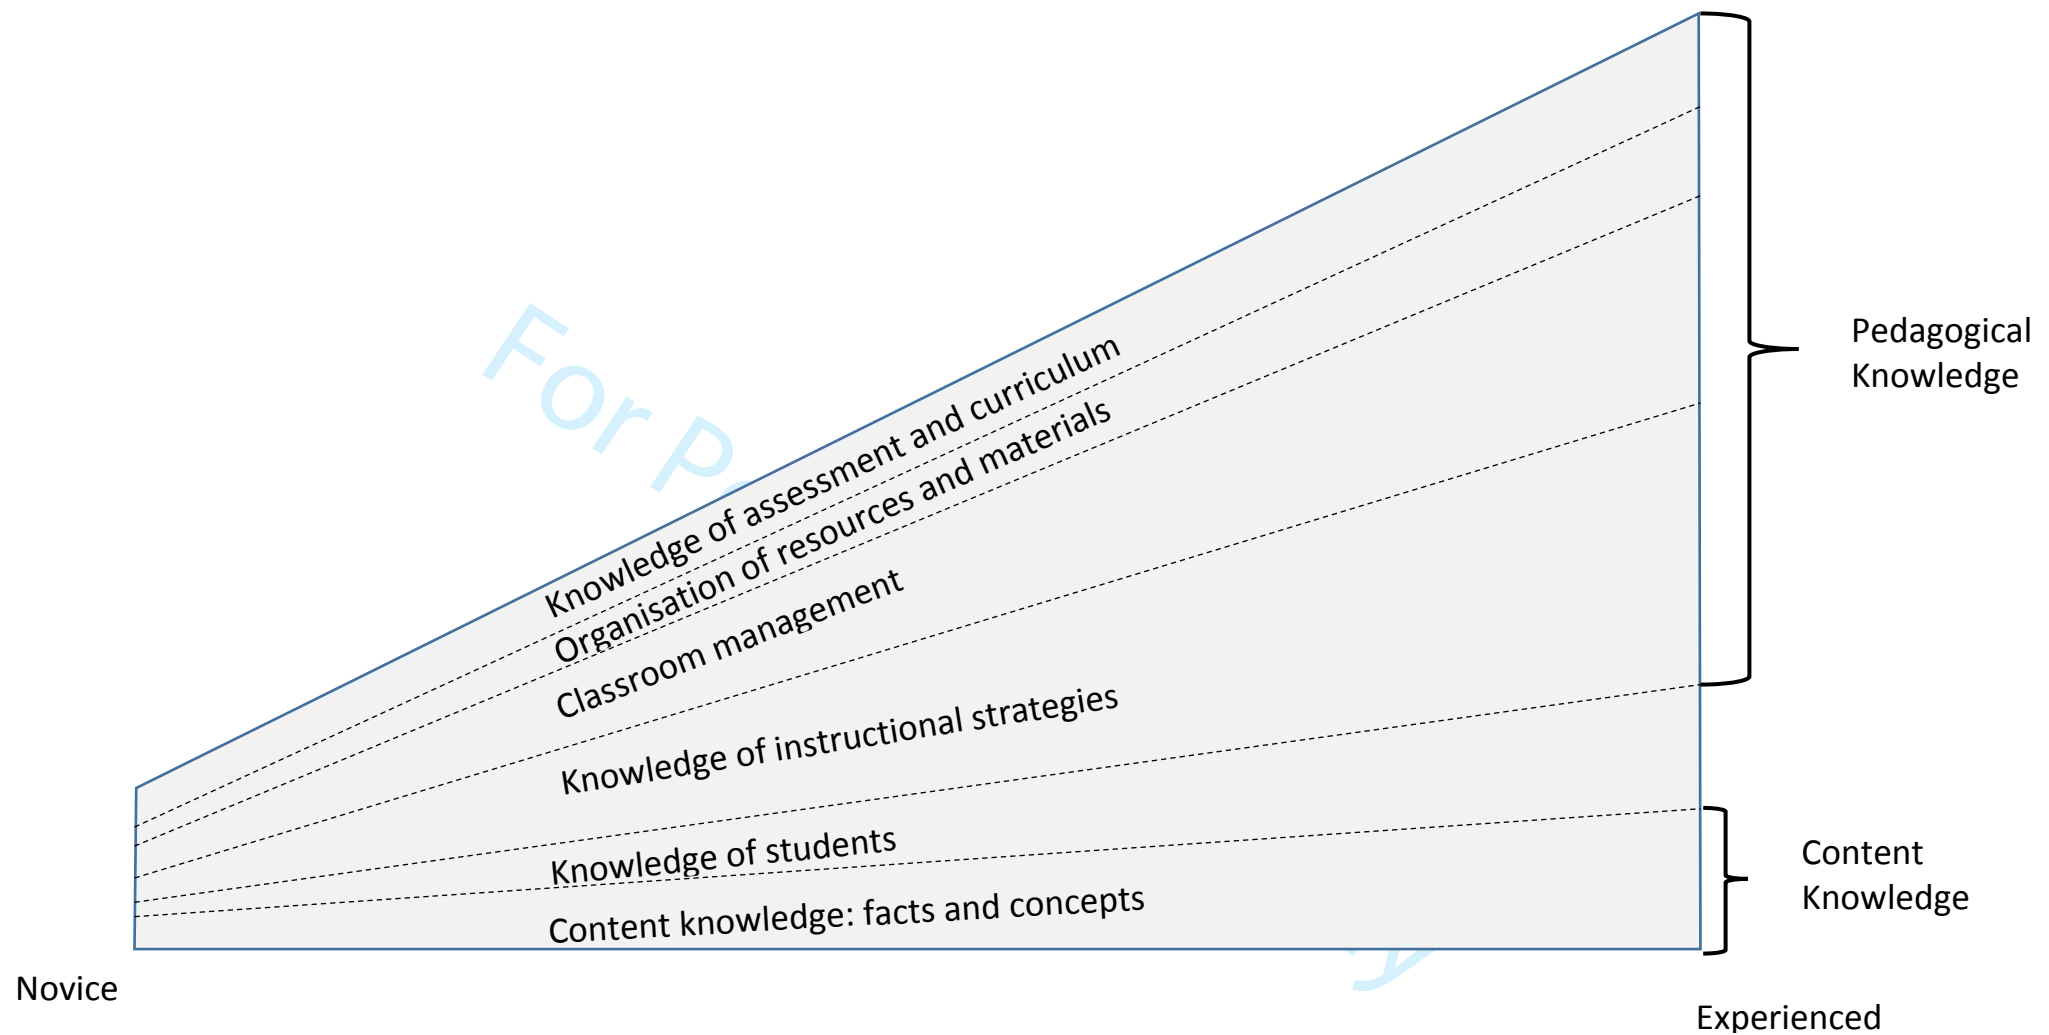 Knowledge of assessment and curriculum
Organisation of resources and materials
Classroom management
Knowledge of instructional strategies
Knowledge of students
Content knowledge: facts and concepts
Pedagogical
Knowledge
Content
Knowledge
Novice
Experienced
For